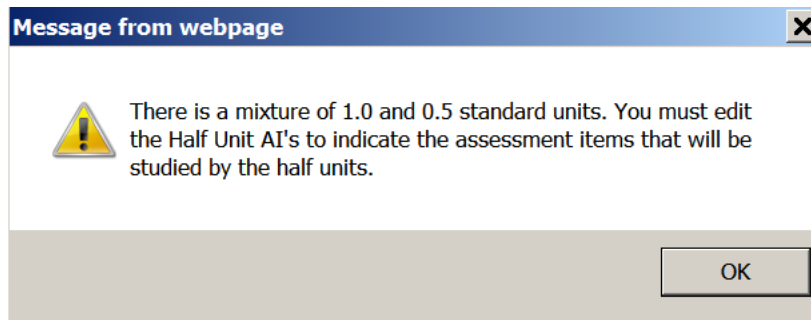 Message from webpage
There is a mixture of 1.0 and 0.5 standard units. You must edit
the Half Unit AI's to indicate the assessment items that will be
studied by the half units.
OK